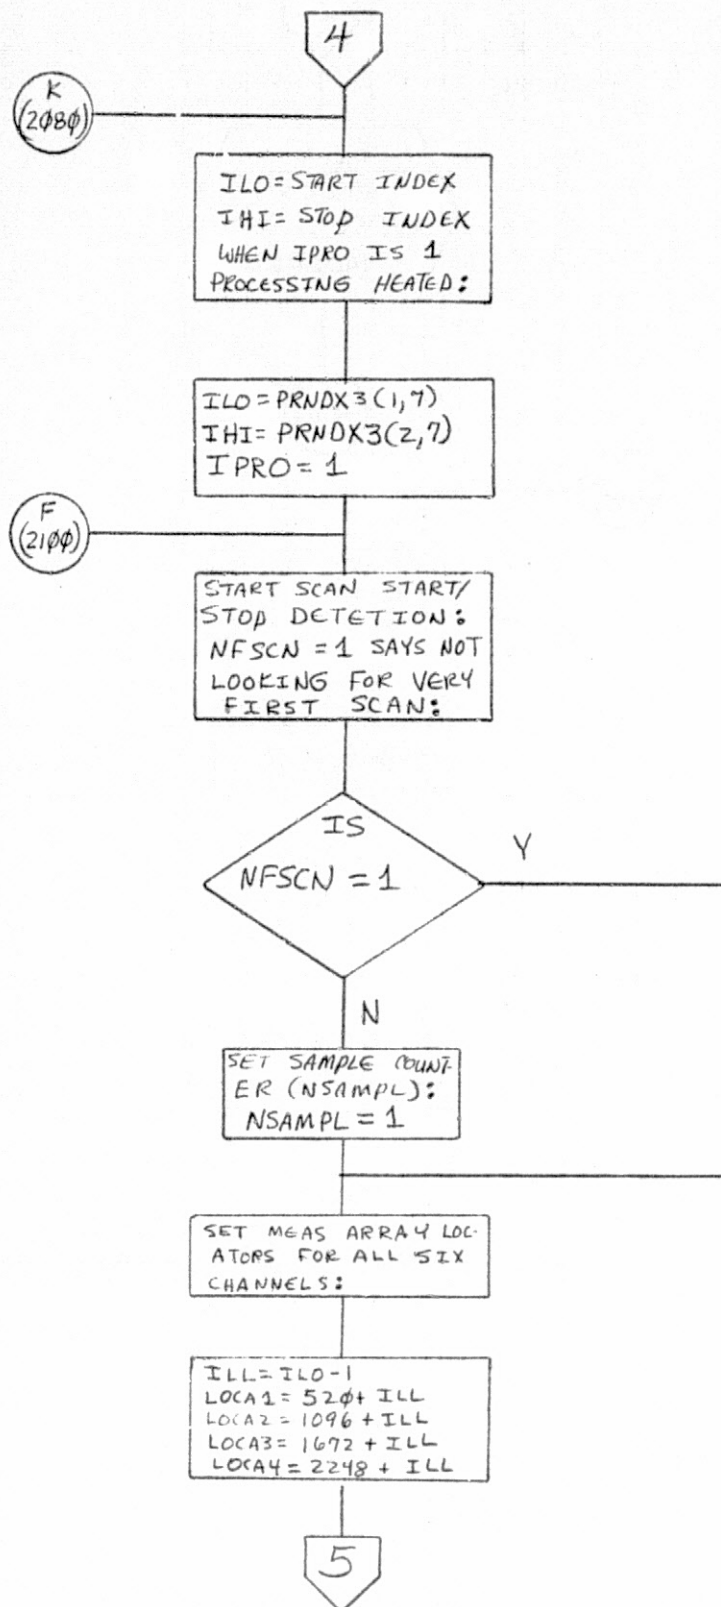 4
K
(2φ8φ)
ILO=START INDEX
IHI=STOP INDEX
WHEN IPRO IS 1
PROCESSING HEATED:
ILO=PRNDX3(1,7)
IHI=PRNDX3(2,7)
IPRO=1
F
(21φφ)
START SCAN START/
STOP DETETION:
NFSCN=1 SAYS NOT
LOOKING FOR VERY
FIRST SCAN:
IS
NFSCN=1
Y
N
SET SAMPLE COUNT-
ER (NSAMPL):
NSAMPL=1
SET MEAS ARRAY LOC-
ATORS FOR ALL SIX
CHANNELS:
ILL=ILO-1
LOCA1=52φ+ILL
LOCA2=1096+ILL
LOCA3=1672+ILL
LOCA4=2248+ILL
5